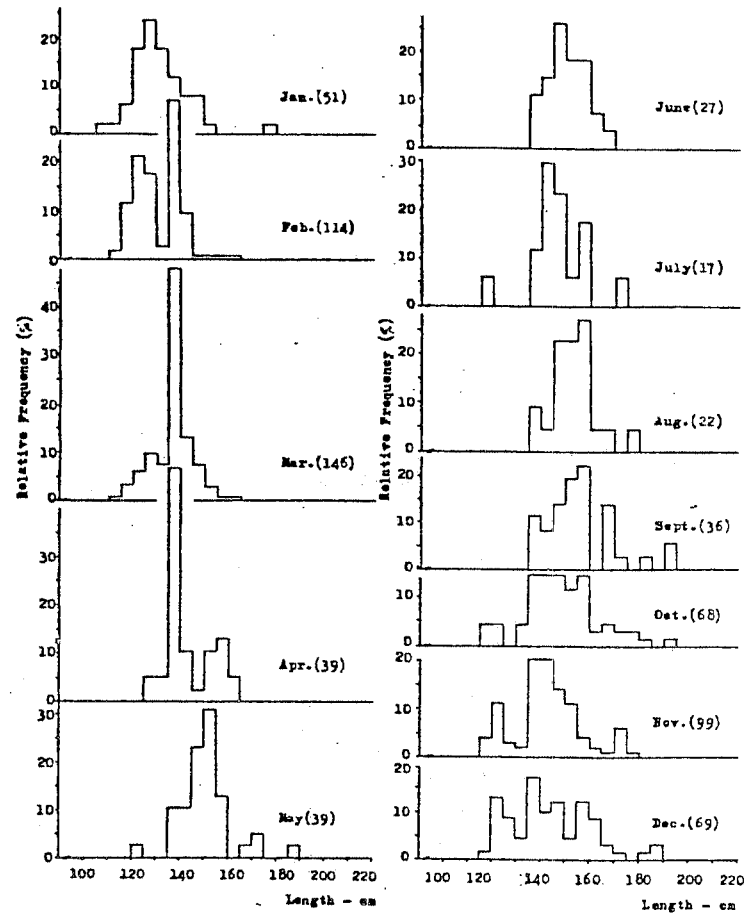 20
10
0
Jan.(51)
20
10
0
Feb.(114)
40
30
20
10
0
Mar.(146)
30
20
10
0
Apr.(39)
30
20
10
0
May(39)
Relative Frequency (%)
100 120 140 160 180 200 220
Length - cm
20
10
0
June(27)
30
20
10
0
July(17)
20
10
0
Aug.(22)
20
10
0
Sept.(36)
10
0
Oct.(68)
20
10
0
Nov.(99)
20
10
0
Dec.(69)
Relative Frequency (%)
100 120 140 160 180 200 220
Length - cm